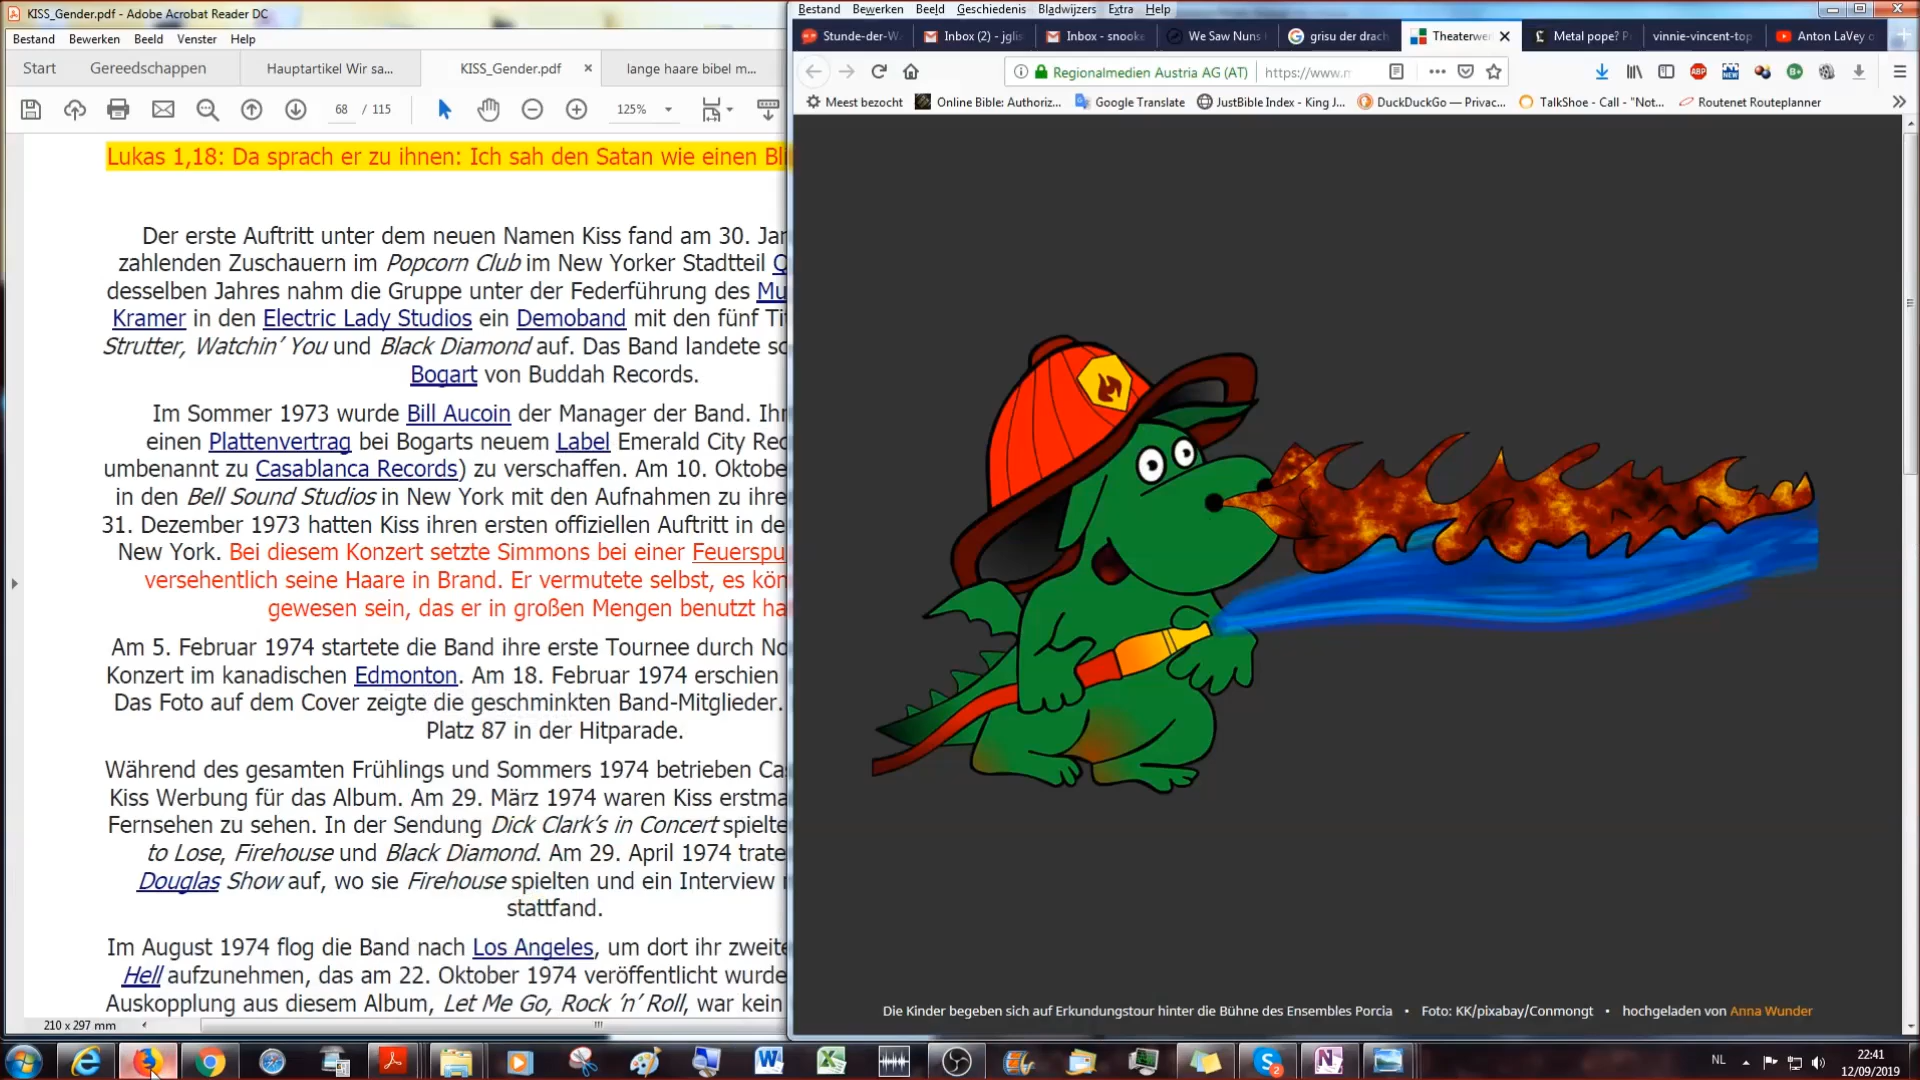 KISS_Gender.pdf - Adobe Acrobat Reader DC
Bestand Bewerken Beeld Venster Help
Start Gereedschappen Hauptartikel Wir sa... KISS_Gender.pdf × lange haare bibel m...
68 / 115 125%
Lukas 1,18: Da sprach er zu ihnen: Ich sah den Satan wie einen Bli
Der erste Auftritt unter dem neuen Namen Kiss fand am 30. Jan
zahlenden Zuschauern im Popcorn Club im New Yorker Stadtteil Q
desselben Jahres nahm die Gruppe unter der Federführung des Mu
Kramer in den Electric Lady Studios ein Demoband mit den fünf Tit
Strutter, Watchin’ You und Black Diamond auf. Das Band landete sc
Bogart von Buddah Records.
Im Sommer 1973 wurde Bill Aucoin der Manager der Band. Ihr
einen Plattenvertrag bei Bogarts neuem Label Emerald City Rec
umbenannt zu Casablanca Records) zu verschaffen. Am 10. Oktobe
in den Bell Sound Studios in New York mit den Aufnahmen zu ihre
31. Dezember 1973 hatten Kiss ihren ersten offiziellen Auftritt in de
New York. Bei diesem Konzert setzte Simmons bei einer Feuerspu
versehentlich seine Haare in Brand. Er vermutete selbst, es kön
gewesen sein, das er in großen Mengen benutzt ha
Am 5. Februar 1974 startete die Band ihre erste Tournee durch No
Konzert im kanadischen Edmonton. Am 18. Februar 1974 erschien
Das Foto auf dem Cover zeigte die geschminkten Band-Mitglieder.
Platz 87 in der Hitparade.
Während des gesamten Frühlings und Sommers 1974 betrieben Ca
Kiss Werbung für das Album. Am 29. März 1974 waren Kiss erstma
Fernsehen zu sehen. In der Sendung Dick Clark’s in Concert spielte
to Lose, Firehouse und Black Diamond. Am 29. April 1974 trate
Douglas Show auf, wo sie Firehouse spielten und ein Interview
stattfand.
Im August 1974 flog die Band nach Los Angeles, um dort ihr zweite
Hell aufzunehmen, das am 22. Oktober 1974 veröffentlicht wurde
Auskopplung aus diesem Album, Let Me Go, Rock ’n’ Roll, war kein
210 x 297 mm
Bestand Bewerken Beeld Geschiedenis Bladwijzers Extra Help
Stunde-der-W Inbox (2) - jglis Inbox - snooke We Saw Nuns grisu der drach Theaterwer × Metal pope? P vinnie-vincent-top Anton LaVey o
Regionalmedien Austria AG (AT) https://www.m
Meest bezocht Online Bible: Authoriz... Google Translate JustBible Index - King J... DuckDuckGo — Privac... TalkShoe - Call - "Not... Routenet Routeplanner
Die Kinder begeben sich auf Erkundungstour hinter die Bühne des Ensembles Porcia • Foto: KK/pixabay/Conmongt • hochgeladen von Anna Wunder
NL 22:41
12/09/2019